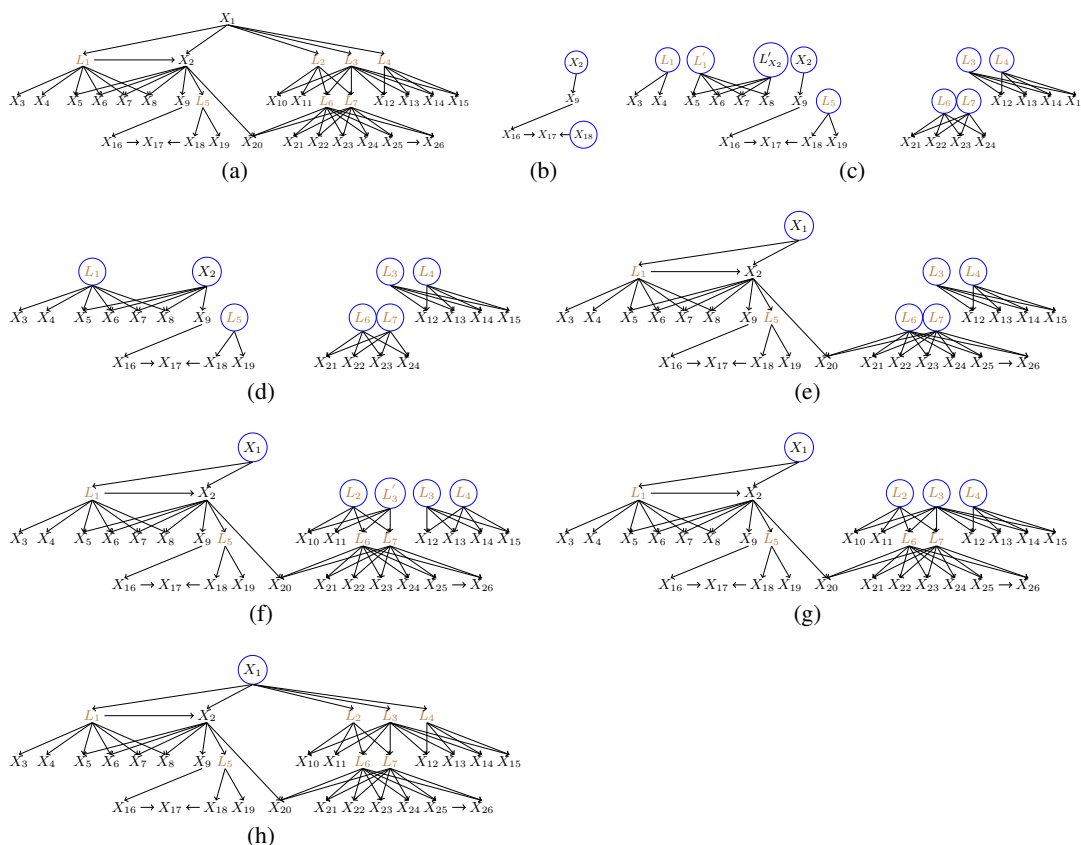 X1
L1 X2 L2 L3 L4
X3 X4 X5 X6 X7 X8 X9 L5 X10 X11 L6 L7 X12 X13 X14 X15
X16 → X17 ← X18 X19 X20 X21 X22 X23 X24 X25 → X26
(a)
X2
X9
X16 → X17 ← X18
(b)
L1 L'1 L'X2 X2 L3 L4
X3 X4 X5 X6 X7 X8 X9 L5 L6 L7 X12 X13 X14 X1
X16 → X17 ← X18 X19 X21 X22 X23 X24
(c)
L1 X2 L3 L4
X3 X4 X5 X6 X7 X8 X9 L5 L6 L7 X12 X13 X14 X15
X16 → X17 ← X18 X19 X21 X22 X23 X24
(d)
X1
L1 X2 L3 L4
X3 X4 X5 X6 X7 X8 X9 L5 L6 L7 X12 X13 X14 X15
X16 → X17 ← X18 X19 X20 X21 X22 X23 X24 X25 → X26
(e)
X1
L1 X2 L2 L'3 L3 L4
X3 X4 X5 X6 X7 X8 X9 L5 X10 X11 L6 L7 X12 X13 X14 X15
X16 → X17 ← X18 X19 X20 X21 X22 X23 X24 X25 → X26
(f)
X1
L1 X2 L2 L3 L4
X3 X4 X5 X6 X7 X8 X9 L5 X10 X11 L6 L7 X12 X13 X14 X15
X16 → X17 ← X18 X19 X20 X21 X22 X23 X24 X25 → X26
(g)
X1
L1 X2 L2 L3 L4
X3 X4 X5 X6 X7 X8 X9 L5 X10 X11 L6 L7 X12 X13 X14 X15
X16 → X17 ← X18 X19 X20 X21 X22 X23 X24 X25 → X26
(h)